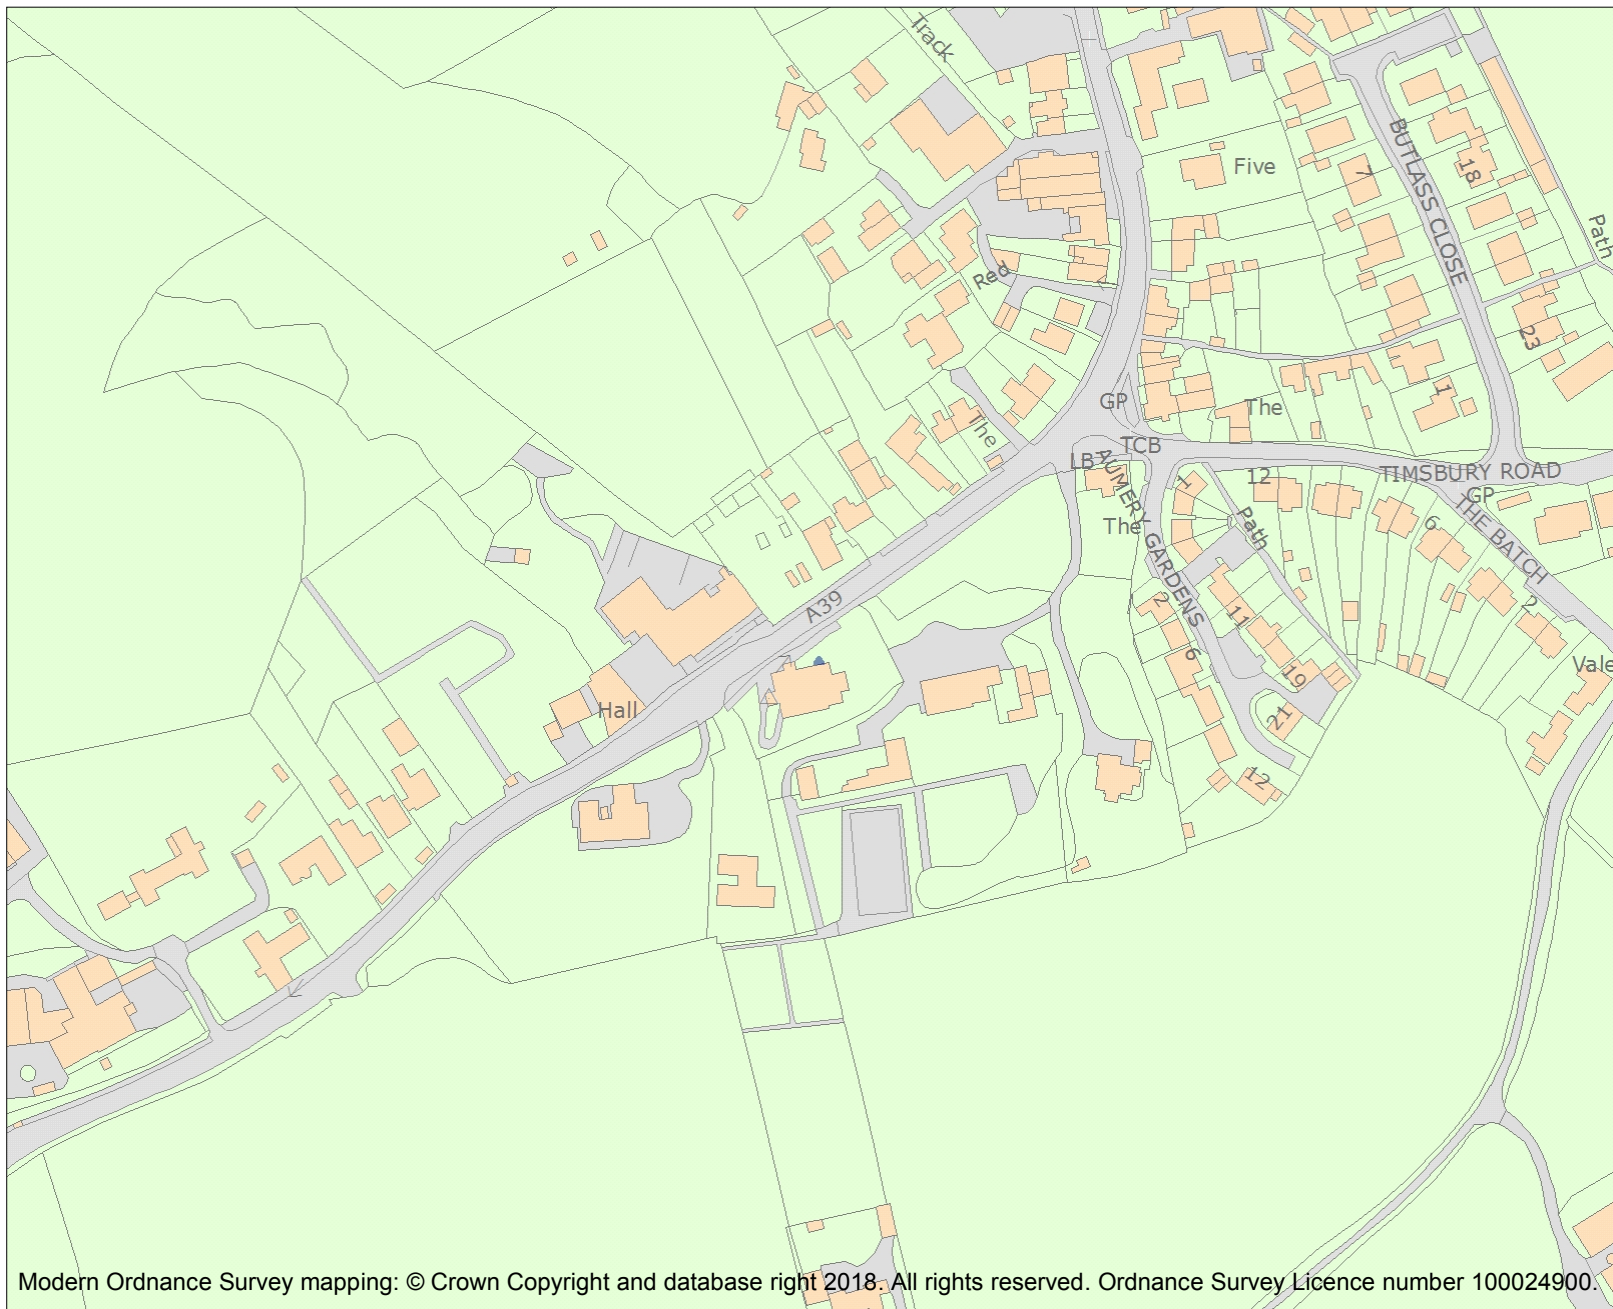 Track
Five
7
BUTLASS CLOSE
18
Path
Red
23
1
The
GP
The
TCB
LB
TIMSBURY ROAD
GP
AUMERY GARDENS
1
12
Path
The
6
THE BATCH
2
A39
2
11
6
19
Vale
Hall
21
12
Modern Ordnance Survey mapping: © Crown Copyright and database right 2018. All rights reserved. Ordnance Survey Licence number 100024900.